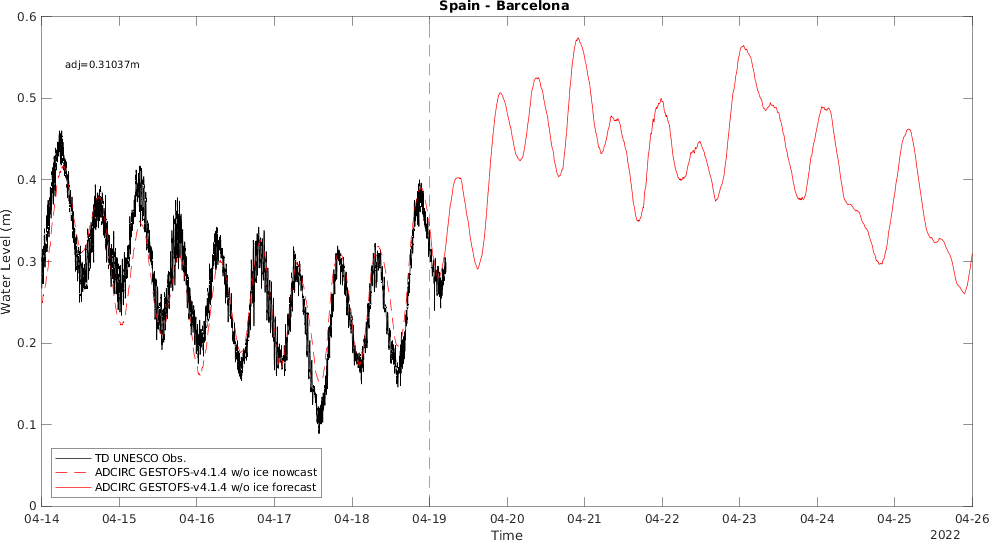 Spain - Barcelona
0.6
adj=0.31037m
0.5
0.4
Water Level (m)
0.3
0.2
0.1
TD UNESCO Obs.
ADCIRC GESTOFS-v4.1.4 w/o ice nowcast
ADCIRC GESTOFS-v4.1.4 w/o ice forecast
0
04-14 04-15 04-16 04-17 04-18 04-19 04-20 04-21 04-22 04-23 04-24 04-25 04-26
Time
2022